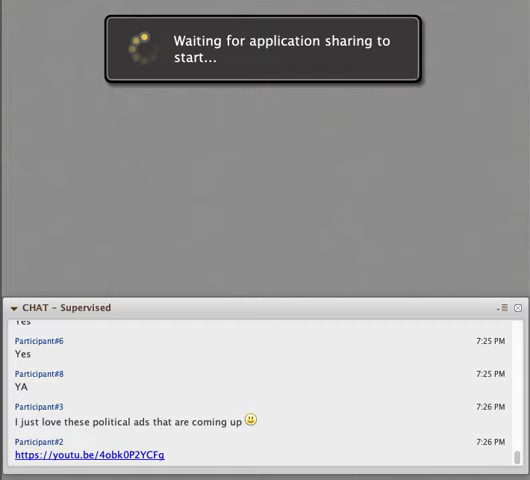 Waiting for application sharing to
start...
CHAT – Supervised
Yes
Participant#6 7:25 PM
Yes
Participant#8 7:25 PM
YA
Participant#3 7:26 PM
I just love these political ads that are coming up
Participant#2 7:26 PM
https://youtu.be/4obk0P2YCFg